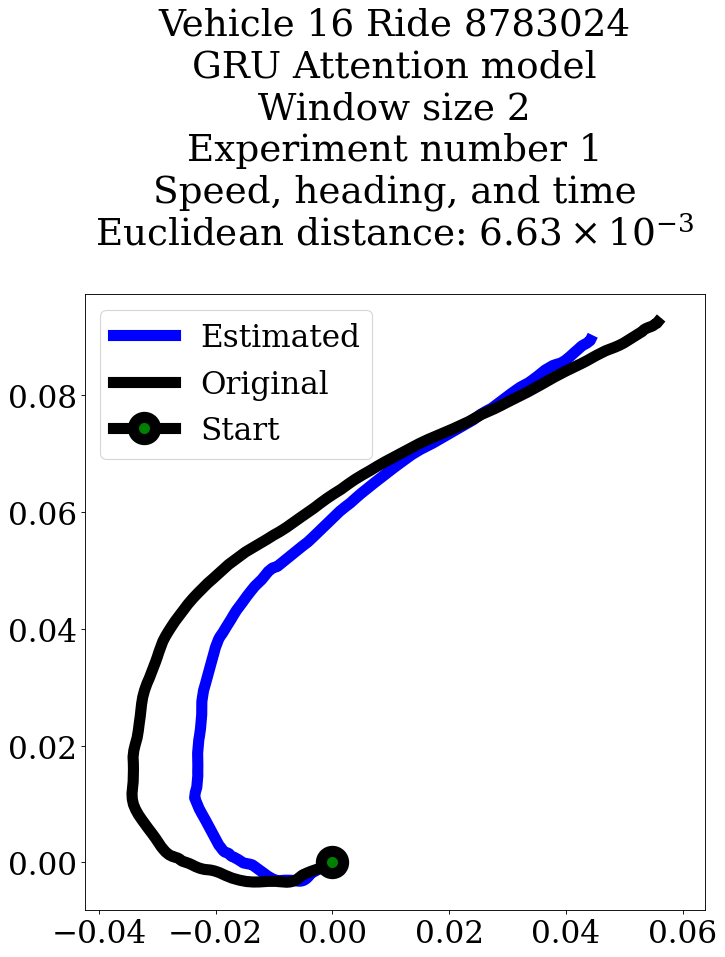 Vehicle 16 Ride 8783024
GRU Attention model
Window size 2
Experiment number 1
Speed, heading, and time
Euclidean distance: 6.63 × 10⁻³
Estimated
Original
Start
0.08
0.06
0.04
0.02
0.00
−0.04 −0.02 0.00 0.02 0.04 0.06